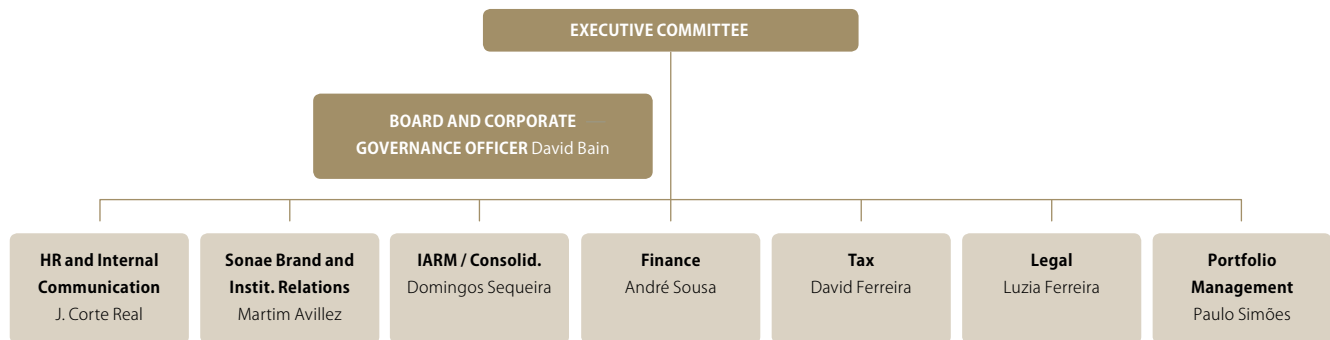 EXECUTIVE COMMITTEE
BOARD AND CORPORATE
GOVERNANCE OFFICER David Bain
HR and Internal
Communication
J. Corte Real
Sonae Brand and
Instit. Relations
Martim Avillez
IARM / Consolid.
Domingos Sequeira
Finance
André Sousa
Tax
David Ferreira
Legal
Luzia Ferreira
Portfolio
Management
Paulo Simões